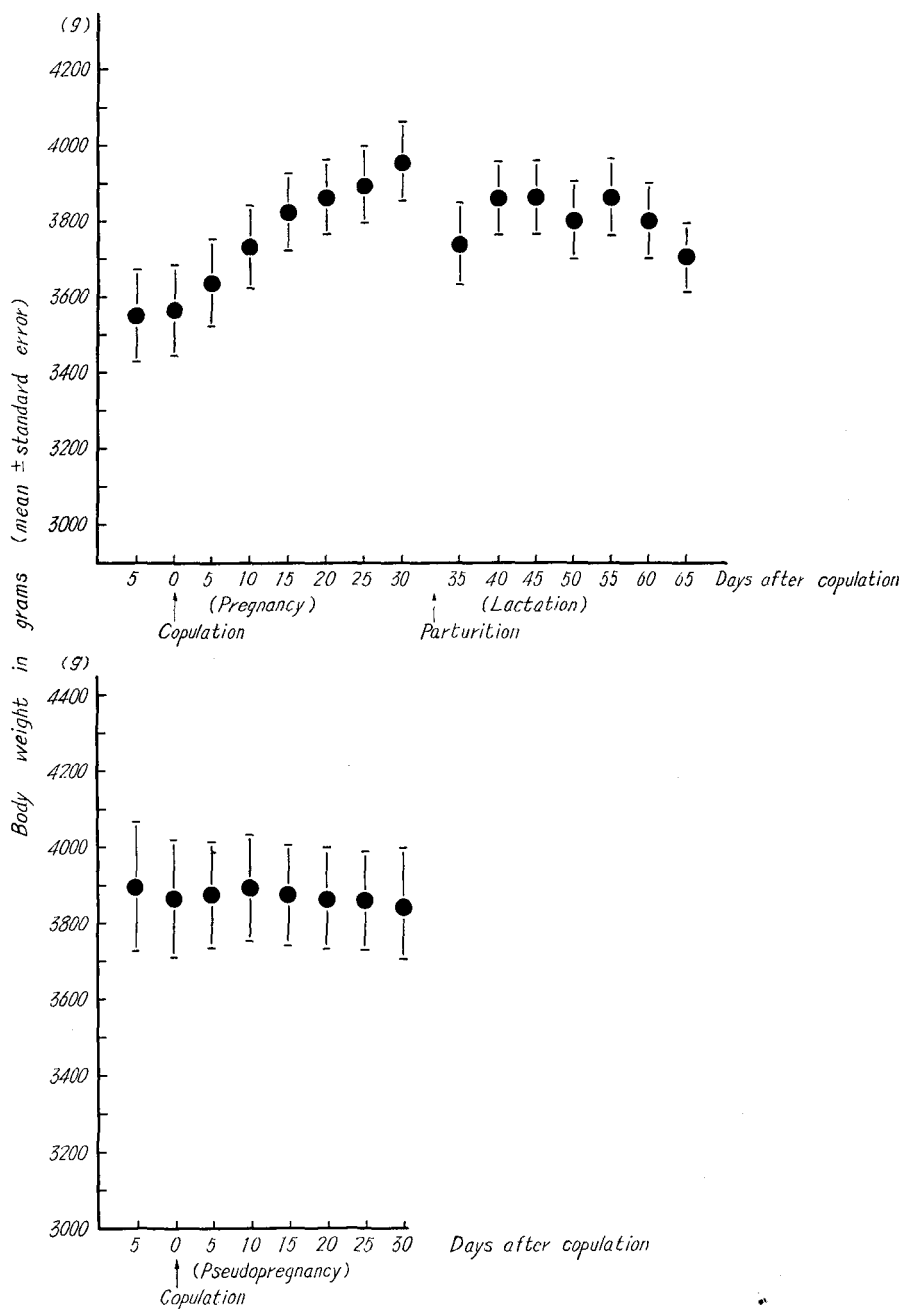 (g)
4200
4000
3800
3600
3400
3200
3000
5 0 5 10 15 20 25 30 35 40 45 50 55 60 65 Days after copulation
(Pregnancy) (Lactation)
Copulation Parturition
Body weight in grams (mean ± standard error)
(g)
4400
4200
4000
3800
3600
3400
3200
3000
5 0 5 10 15 20 25 30 Days after copulation
(Pseudopregnancy)
Copulation